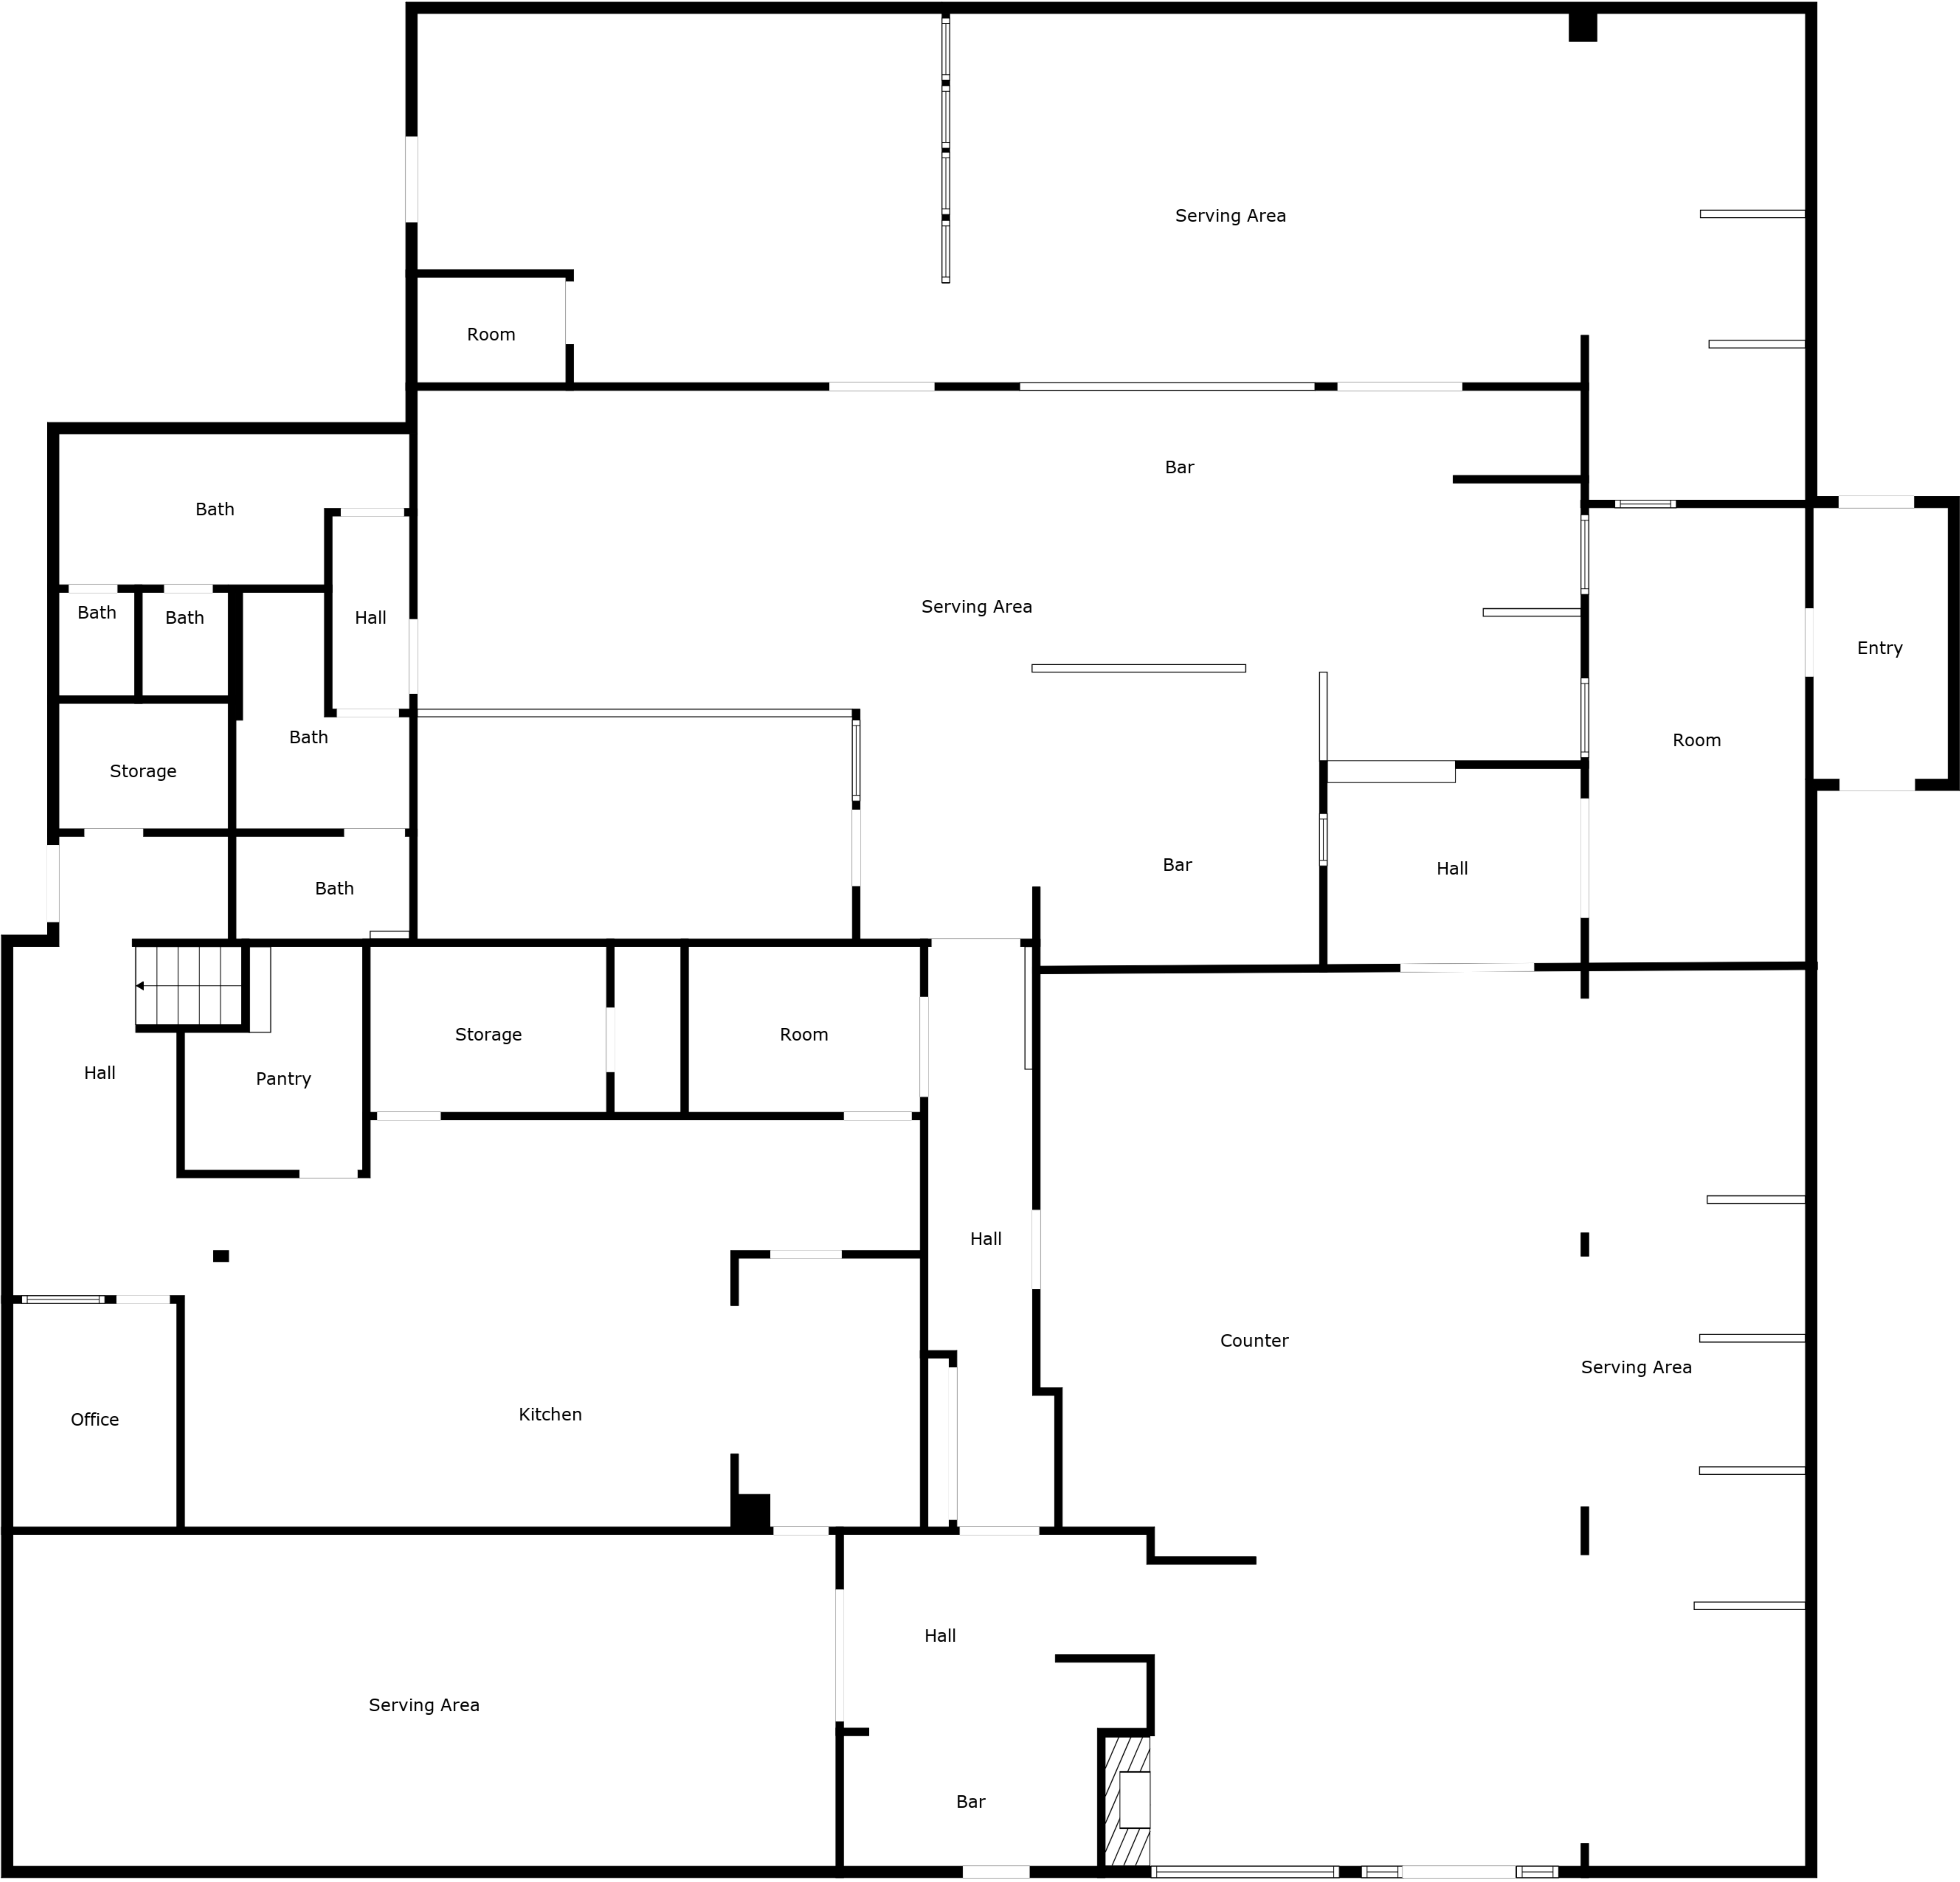 Serving Area
Room
Bar
Bath
Serving Area
Bath
Bath
Hall
Entry
Bath
Room
Storage
Bar
Hall
Bath
Storage
Room
Hall
Pantry
Hall
Counter
Serving Area
Kitchen
Office
Hall
Serving Area
Bar